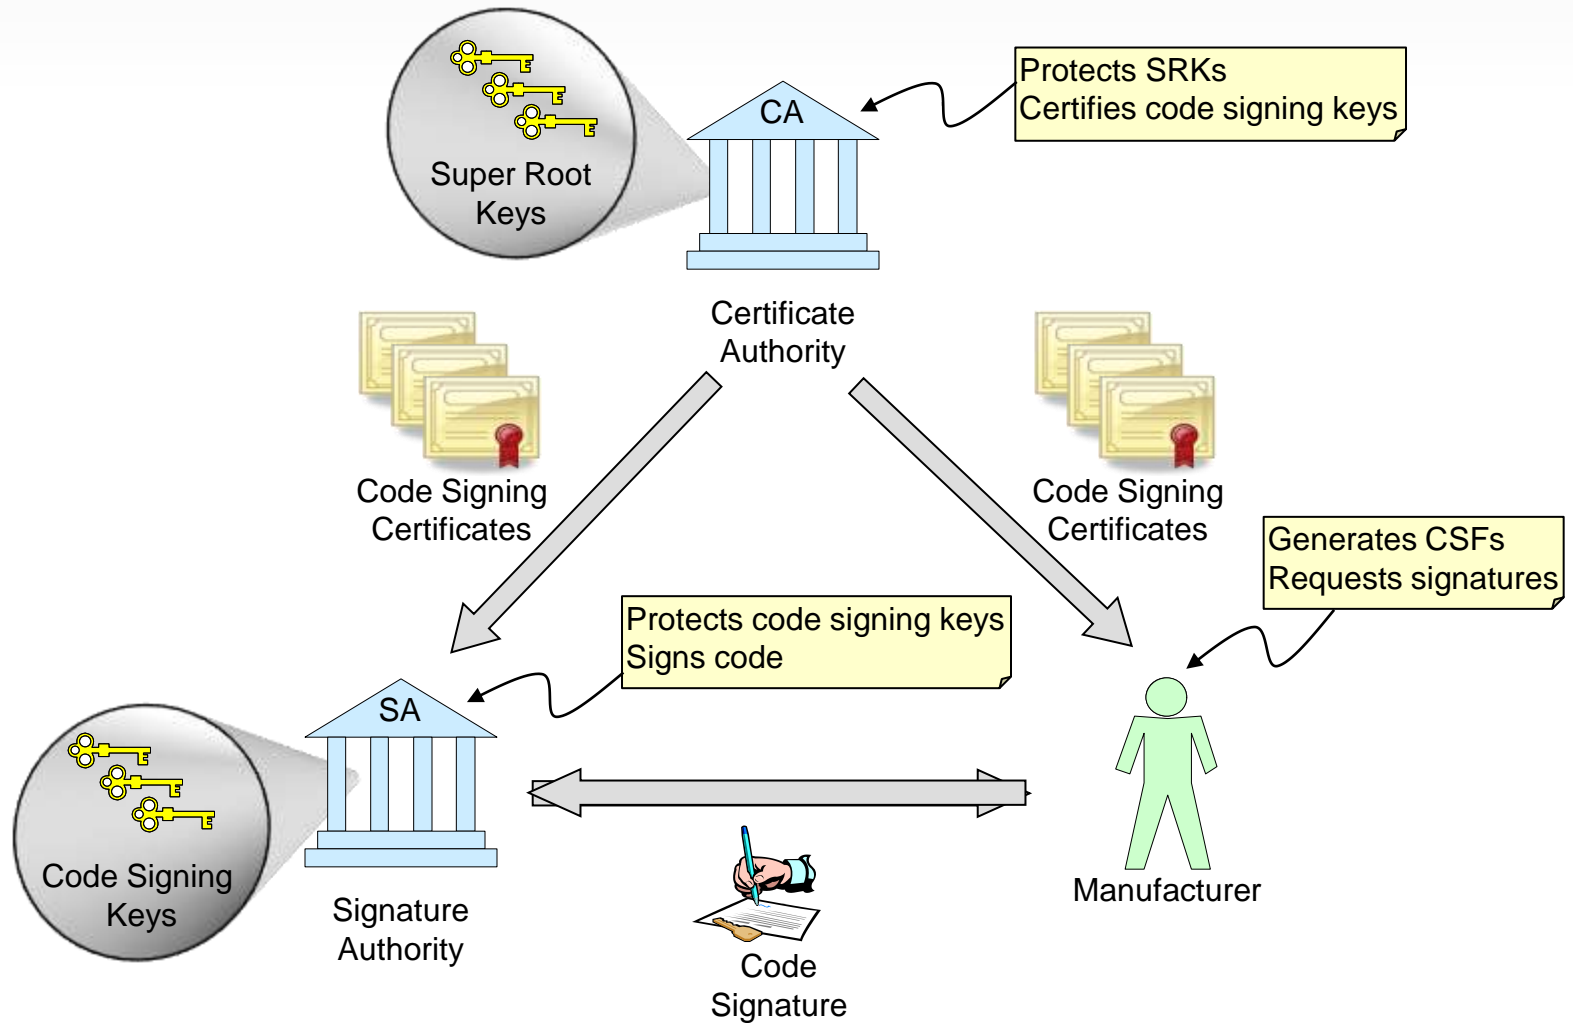 CA
Protects SRKs
Certifies code signing keys
Super Root
Keys
Certificate
Authority
Code Signing
Certificates
Code Signing
Certificates
Generates CSFs
Requests signatures
Protects code signing keys
Signs code
SA
Code Signing
Keys
Signature
Authority
Manufacturer
Code
Signature